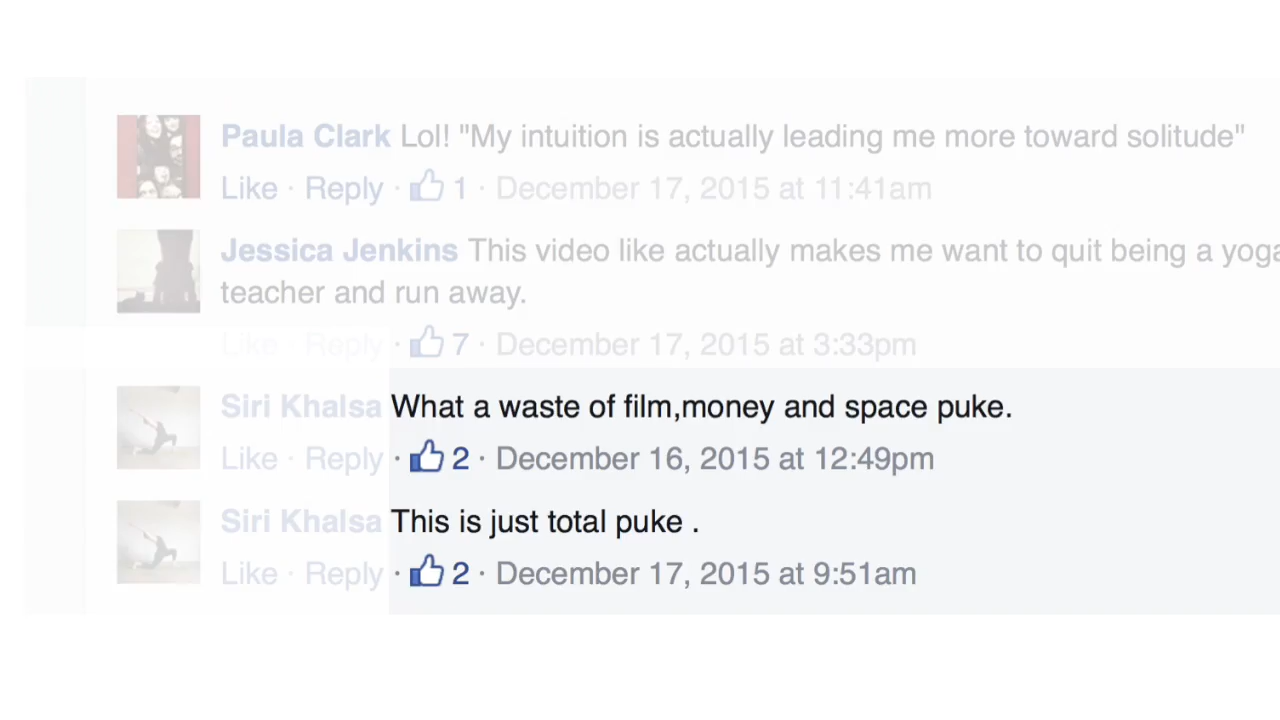 Paula Clark Lol! "My intuition is actually leading me more toward solitude"
Like · Reply · 1 · December 17, 2015 at 11:41am
Jessica Jenkins This video like actually makes me want to quit being a yoga
teacher and run away.
Like · Reply · 7 · December 17, 2015 at 3:33pm
Siri Khalsa What a waste of film,money and space puke.
Like · Reply · 2 · December 16, 2015 at 12:49pm
Siri Khalsa This is just total puke .
Like · Reply · 2 · December 17, 2015 at 9:51am